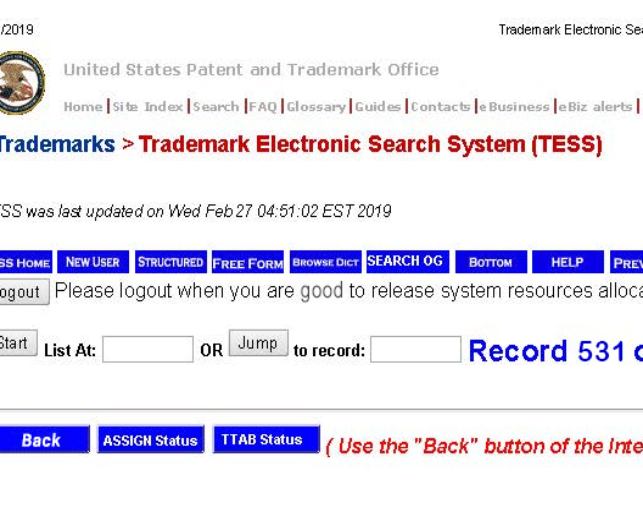 /2019
Trademark Electronic Sea
United States Patent and Trademark Office
Home | Site Index | Search | FAQ | Glossary | Guides | Contacts | eBusiness | eBiz alerts |
Trademarks > Trademark Electronic Search System (TESS)
ESS was last updated on Wed Feb 27 04:51:02 EST 2019
SS HOME NEW USER STRUCTURED FREE FORM BROWSE DICT SEARCH OG BOTTOM HELP PREV
ogout Please logout when you are good to release system resources alloca
Start List At: OR Jump to record: Record 531 o
Back ASSIGN Status TTAB Status ( Use the "Back" button of the Inte